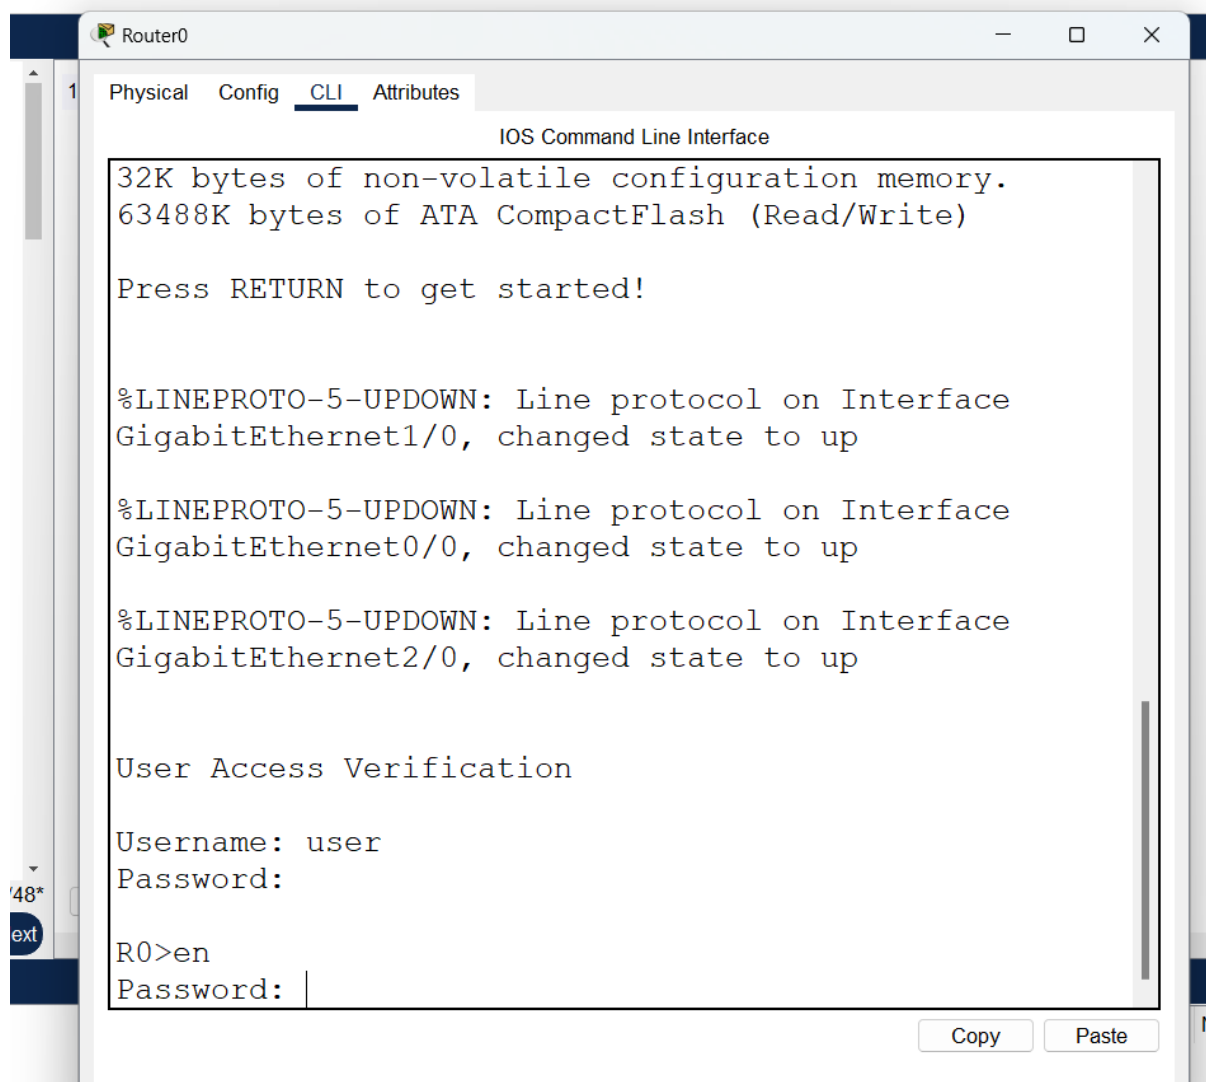 Router0
1
Physical Config CLI Attributes
IOS Command Line Interface
32K bytes of non-volatile configuration memory.
63488K bytes of ATA CompactFlash (Read/Write)
Press RETURN to get started!
%LINEPROTO-5-UPDOWN: Line protocol on Interface
GigabitEthernet1/0, changed state to up
%LINEPROTO-5-UPDOWN: Line protocol on Interface
GigabitEthernet0/0, changed state to up
%LINEPROTO-5-UPDOWN: Line protocol on Interface
GigabitEthernet2/0, changed state to up
User Access Verification
Username: user
Password:
/48*
ext
R0>en
Password:
Copy Paste